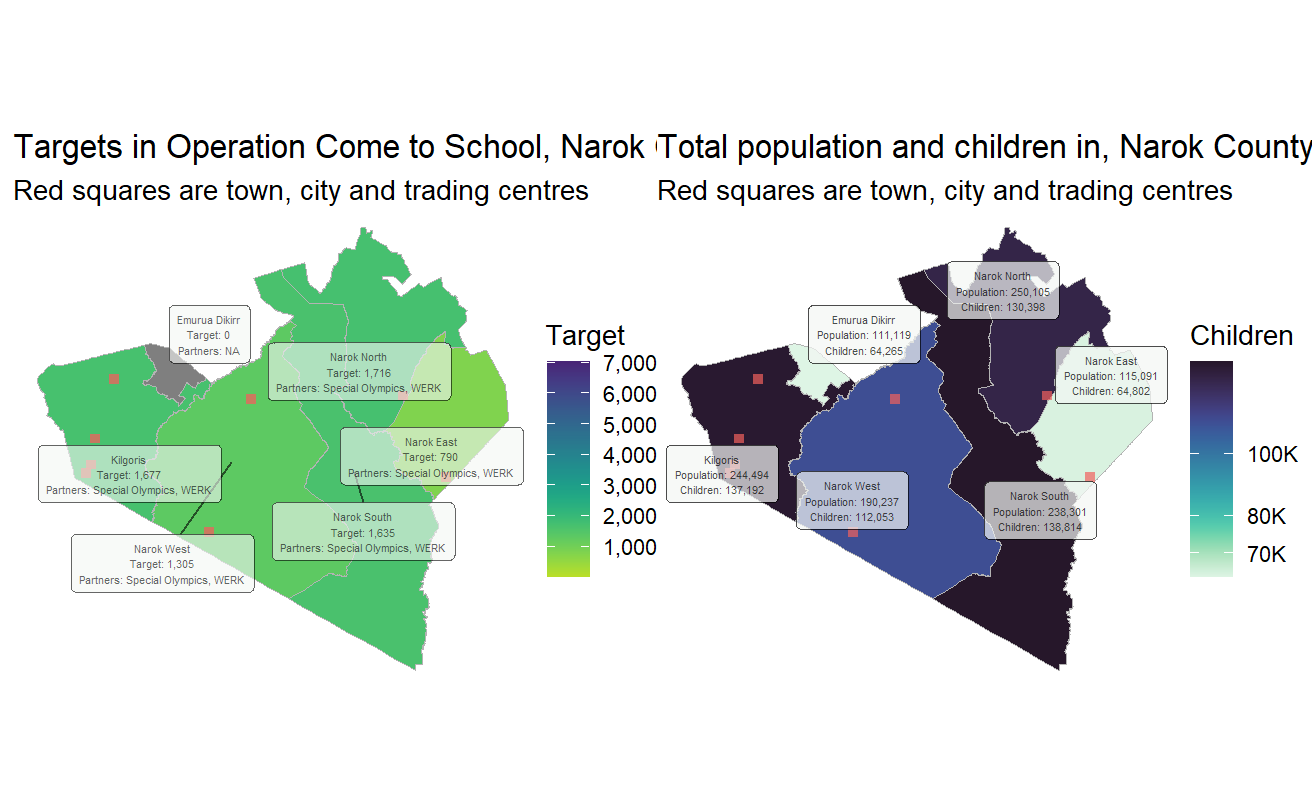 Targets in Operation Come to School, Narok
Red squares are town, city and trading centres
Emurua Dikirr
Target: 0
Partners: NA
Narok North
Target: 1,716
Partners: Special Olympics, WERK
Narok East
Target: 790
Partners: Special Olympics, WERK
Kilgoris
Target: 1,677
Partners: Special Olympics, WERK
Narok South
Target: 1,635
Partners: Special Olympics, WERK
Narok West
Target: 1,305
Partners: Special Olympics, WERK
Target
7,000
6,000
5,000
4,000
3,000
2,000
1,000
Total population and children in, Narok County
Red squares are town, city and trading centres
Narok North
Population: 250,105
Children: 130,398
Emurua Dikirr
Population: 111,119
Children: 64,265
Narok East
Population: 115,091
Children: 64,802
Kilgoris
Population: 244,494
Children: 137,192
Narok West
Population: 190,237
Children: 112,053
Narok South
Population: 238,301
Children: 138,814
Children
100K
80K
70K